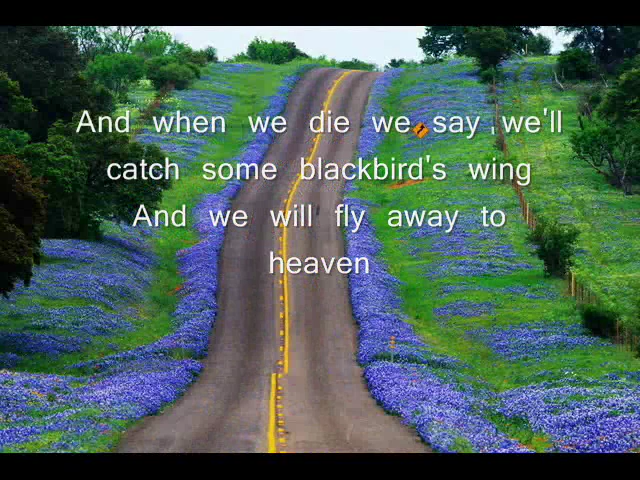 And when we die we say we'll
catch some blackbird's wing
And we will fly away to
heaven